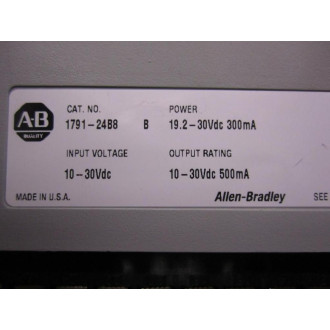 A-B
QUALITY
CAT. NO.
POWER
1791-24B8 B
19.2-30Vdc 300mA
INPUT VOLTAGE
OUTPUT RATING
10-30Vdc
10-30Vdc 500mA
MADE IN U.S.A.
Allen-Bradley
SEE